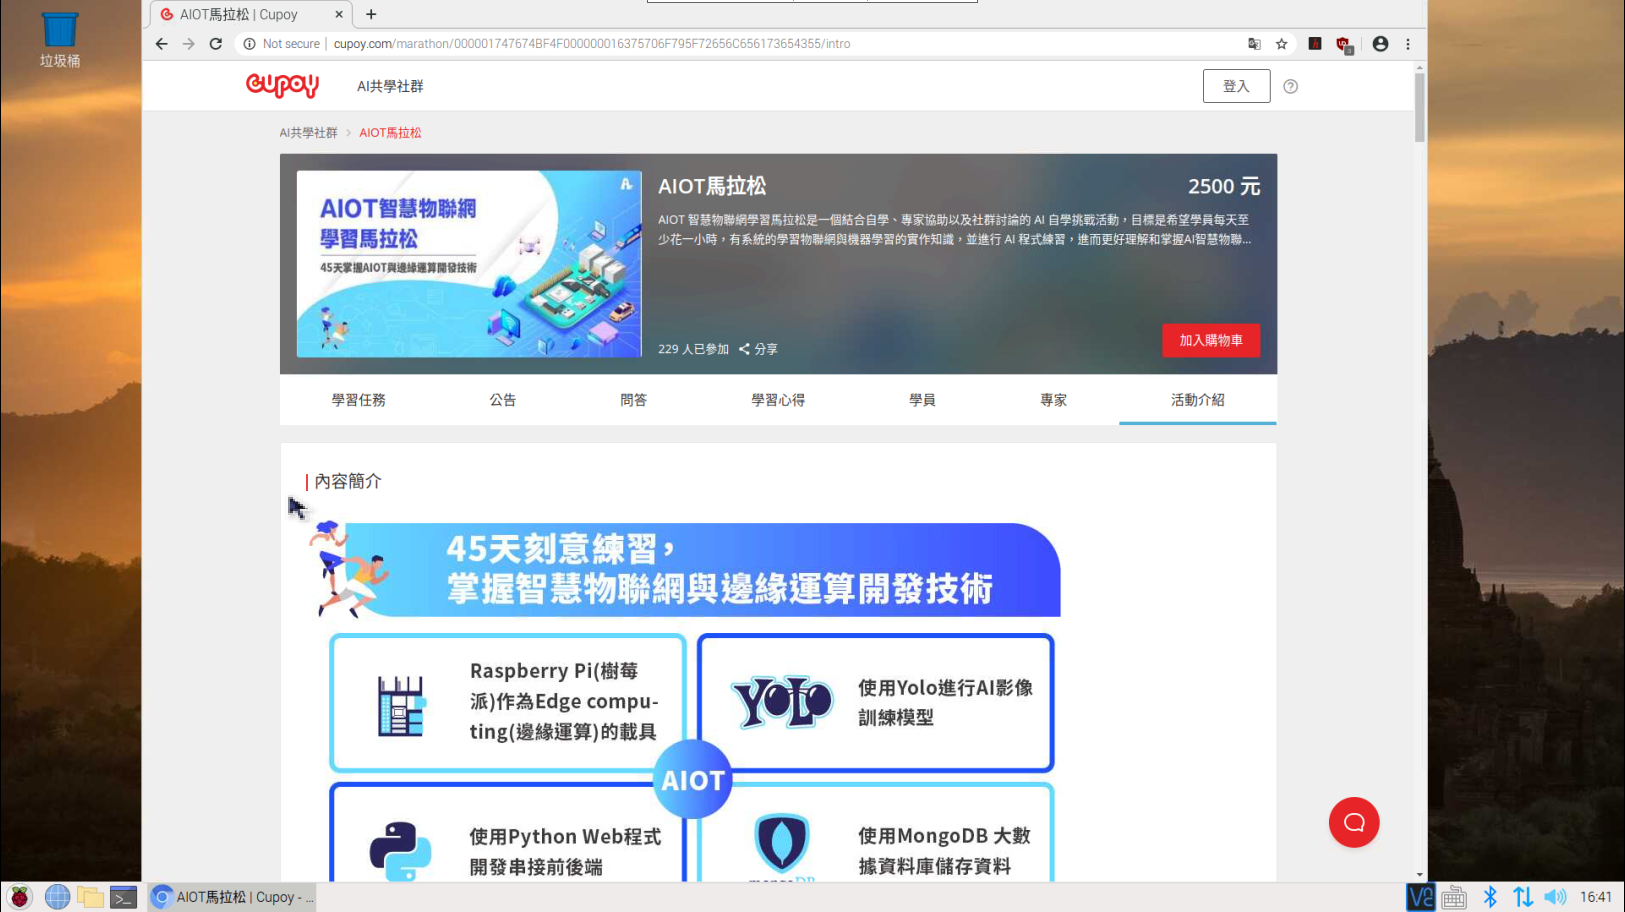 垃圾桶
AIOT馬拉松 | Cupoy
Not secure | cupoy.com/marathon/000001747674BF4F000000016375706F795F72656C656173654355/intro
cupoy
AI共學社群
登入
AI共學社群 > AIOT馬拉松
AIOT智慧物聯網
學習馬拉松
45天掌握AIOT與邊緣運算開發技術
AIOT馬拉松
2500 元
AIOT 智慧物聯網學習馬拉松是一個結合自學、專家協助以及社群討論的 AI 自學挑戰活動，目標是希望學員每天至
少花一小時，有系統的學習物聯網與機器學習的實作知識，並進行 AI 程式練習，進而更好理解和掌握AI智慧物聯...
229 人已參加
分享
加入購物車
學習任務
公告
問答
學習心得
學員
專家
活動介紹
內容簡介
45天刻意練習，
掌握智慧物聯網與邊緣運算開發技術
Raspberry Pi(樹莓
派)作為Edge compu-
ting(邊緣運算)的載具
YOLO
使用Yolo進行AI影像
訓練模型
AIOT
使用Python Web程式
開發串接前後端
使用MongoDB 大數
據資料庫儲存資料
AIOT馬拉松 | Cupoy - ...
16:41